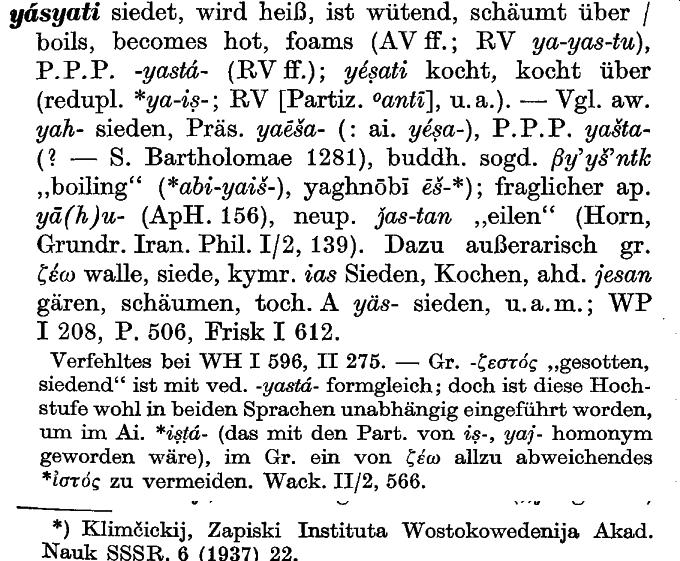 yásyati siedet, wird heiß, ist wütend, schäumt über /
boils, becomes hot, foams (AV ff.; RV ya-yas-tu),
P.P.P. -yastá- (RV ff.); yéṣati kocht, kocht über
(redupl. *ya-iṣ-; RV [Partiz. °antī], u. a.). — Vgl. aw.
yah- sieden, Präs. yaēša- (: ai. yéṣa-), P.P.P. yašta-
(? — S. Bartholomae 1281), buddh. sogd. βy’yš’ntk
„boiling“ (*abi-yaiš-), yaghnōbī ēš-*); fraglicher ap.
yā(h)u- (ApH. 156), neup. ǰas-tan „eilen“ (Horn,
Grundr. Iran. Phil. I/2, 139). Dazu außerarisch gr.
ζέω walle, siede, kymr. ias Sieden, Kochen, ahd. jesan
gären, schäumen, toch. A yäs- sieden, u. a. m.; WP
I 208, P. 506, Frisk I 612.
Verfehltes bei WH I 596, II 275. — Gr. -ζεστός „gesotten,
siedend“ ist mit ved. -yastá- formgleich; doch ist diese Hoch-
stufe wohl in beiden Sprachen unabhängig eingeführt worden,
um im Ai. *iṣṭá- (das mit den Part. von iṣ-, yaj- homonym
geworden wäre), im Gr. ein von ζέω allzu abweichendes
*ἰστός zu vermeiden. Wack. II/2, 566.
*) Klimčickij, Zapiski Instituta Wostokowedenija Akad.
Nauk SSSR. 6 (1937) 22.